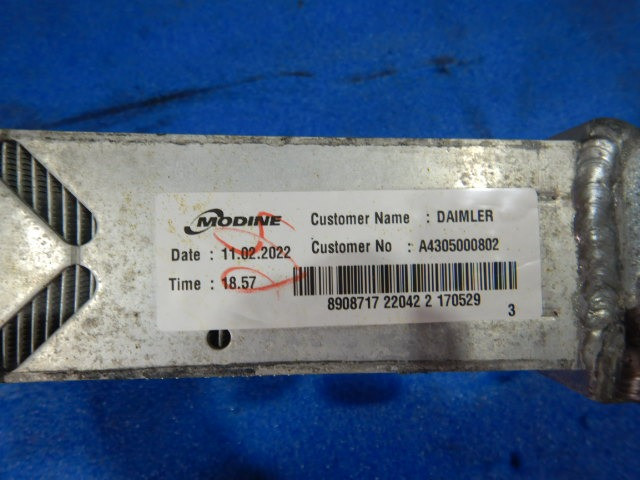 MODINE
Customer Name : DAIMLER
Date : 11.02.2022
Customer No : A4305000802
Time : 18.57
8908717 22042 2 170529
3